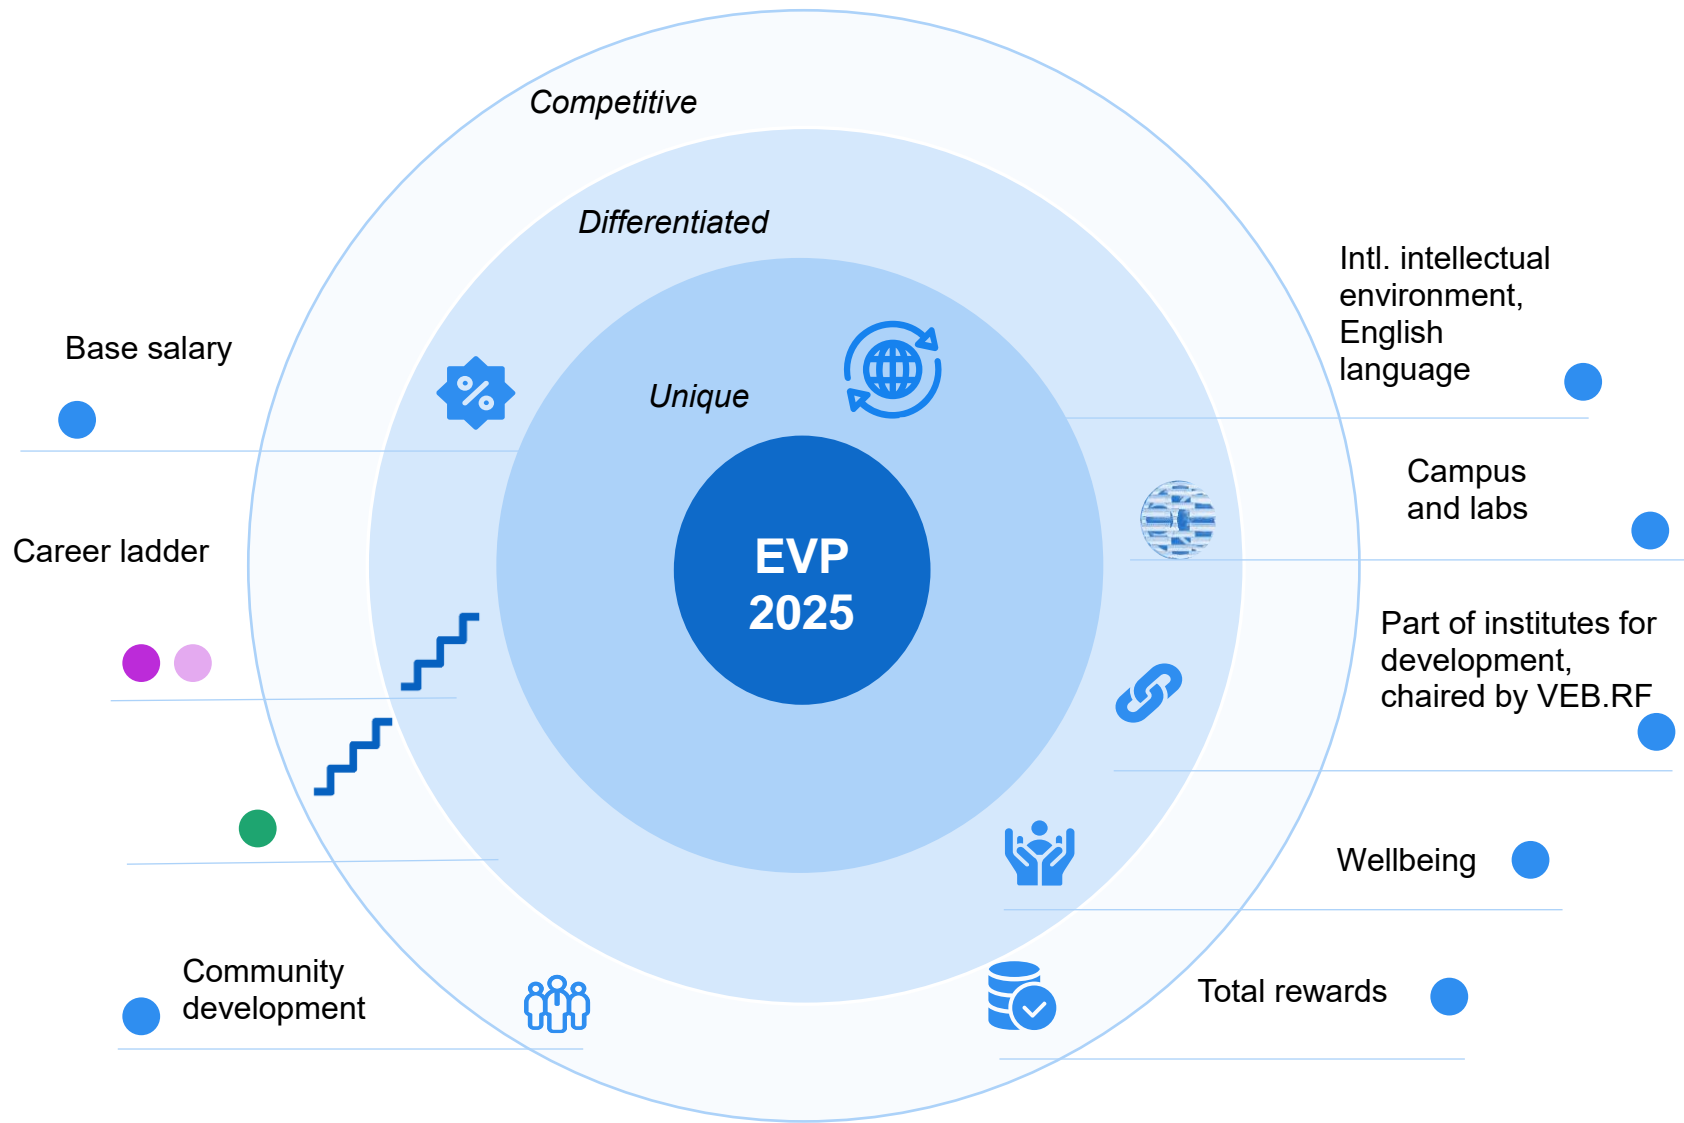 Competitive
Differentiated
Unique
EVP
2025
Base salary
Career ladder
Community
development
Intl. intellectual
environment,
English
language
Campus
and labs
Part of institutes for
development,
chaired by VEB.RF
Wellbeing
Total rewards